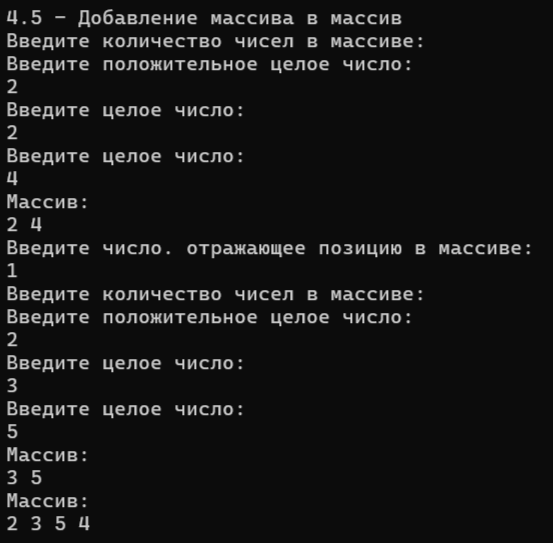 4.5 – Добавление массива в массив
Введите количество чисел в массиве:
Введите положительное целое число:
2
Введите целое число:
2
Введите целое число:
4
Массив:
2 4
Введите число. отражающее позицию в массиве:
1
Введите количество чисел в массиве:
Введите положительное целое число:
2
Введите целое число:
3
Введите целое число:
5
Массив:
3 5
Массив:
2 3 5 4